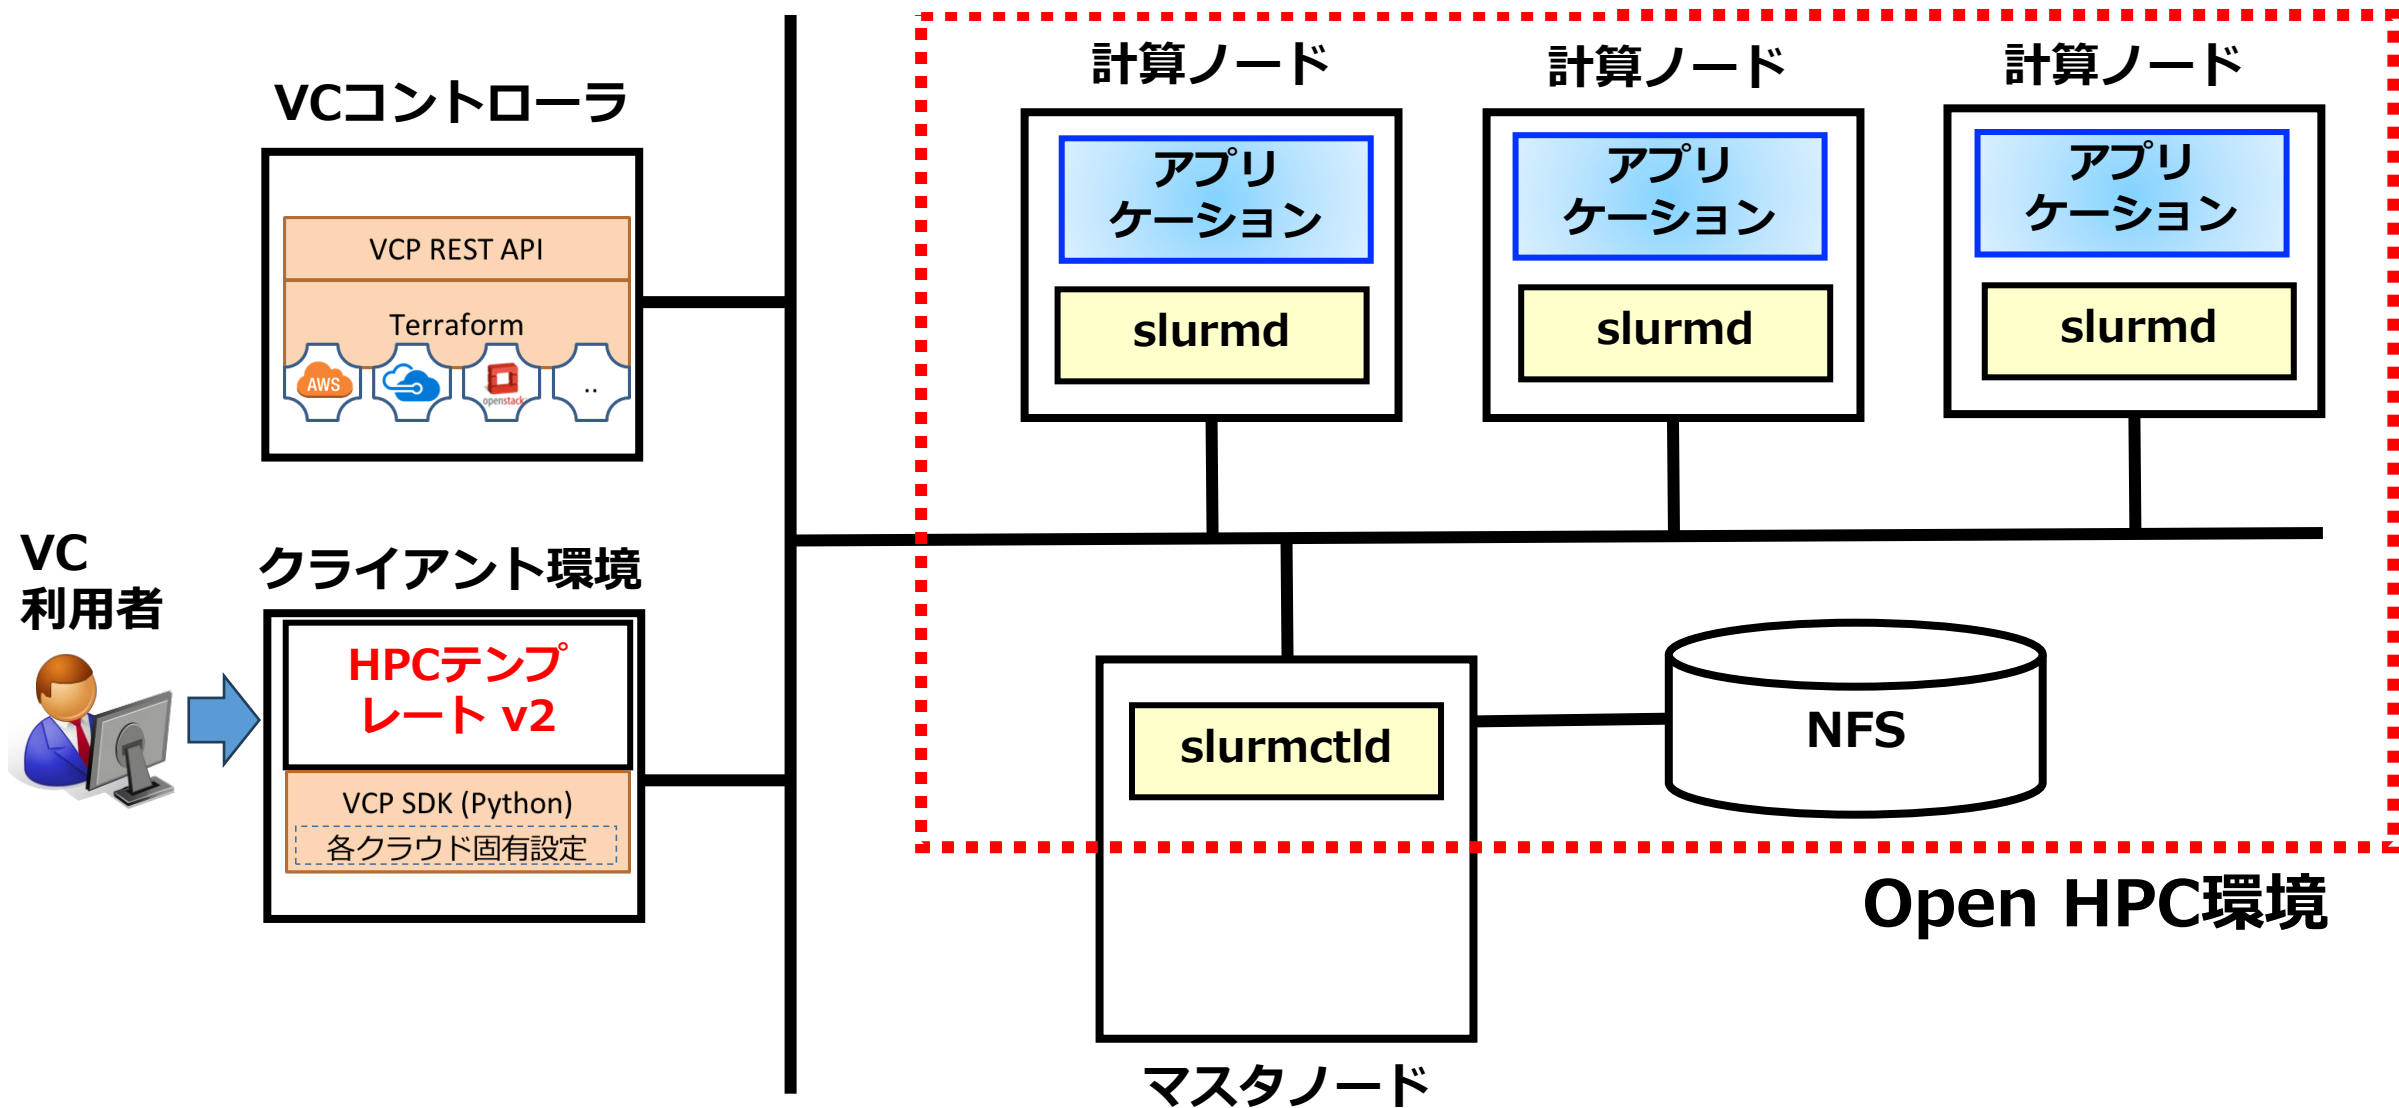 VCコントローラ
VCP REST API
Terraform
AWS
openstack
..
VC
利用者
クライアント環境
HPCテンプ
レート v2
VCP SDK (Python)
各クラウド固有設定
計算ノード
アプリ
ケーション
slurmd
計算ノード
アプリ
ケーション
slurmd
計算ノード
アプリ
ケーション
slurmd
slurmctld
NFS
Open HPC環境
マスタノード